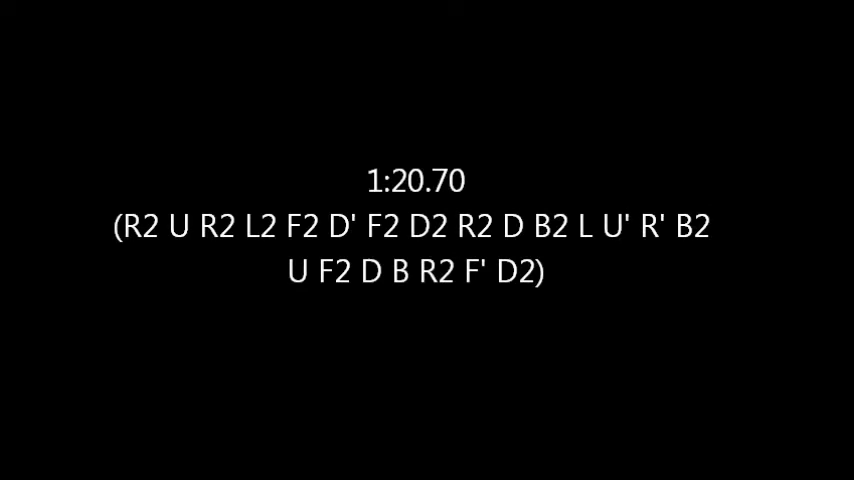 1:20.70
(R2 U R2 L2 F2 D' F2 D2 R2 D B2 L U' R' B2
U F2 D B R2 F' D2)